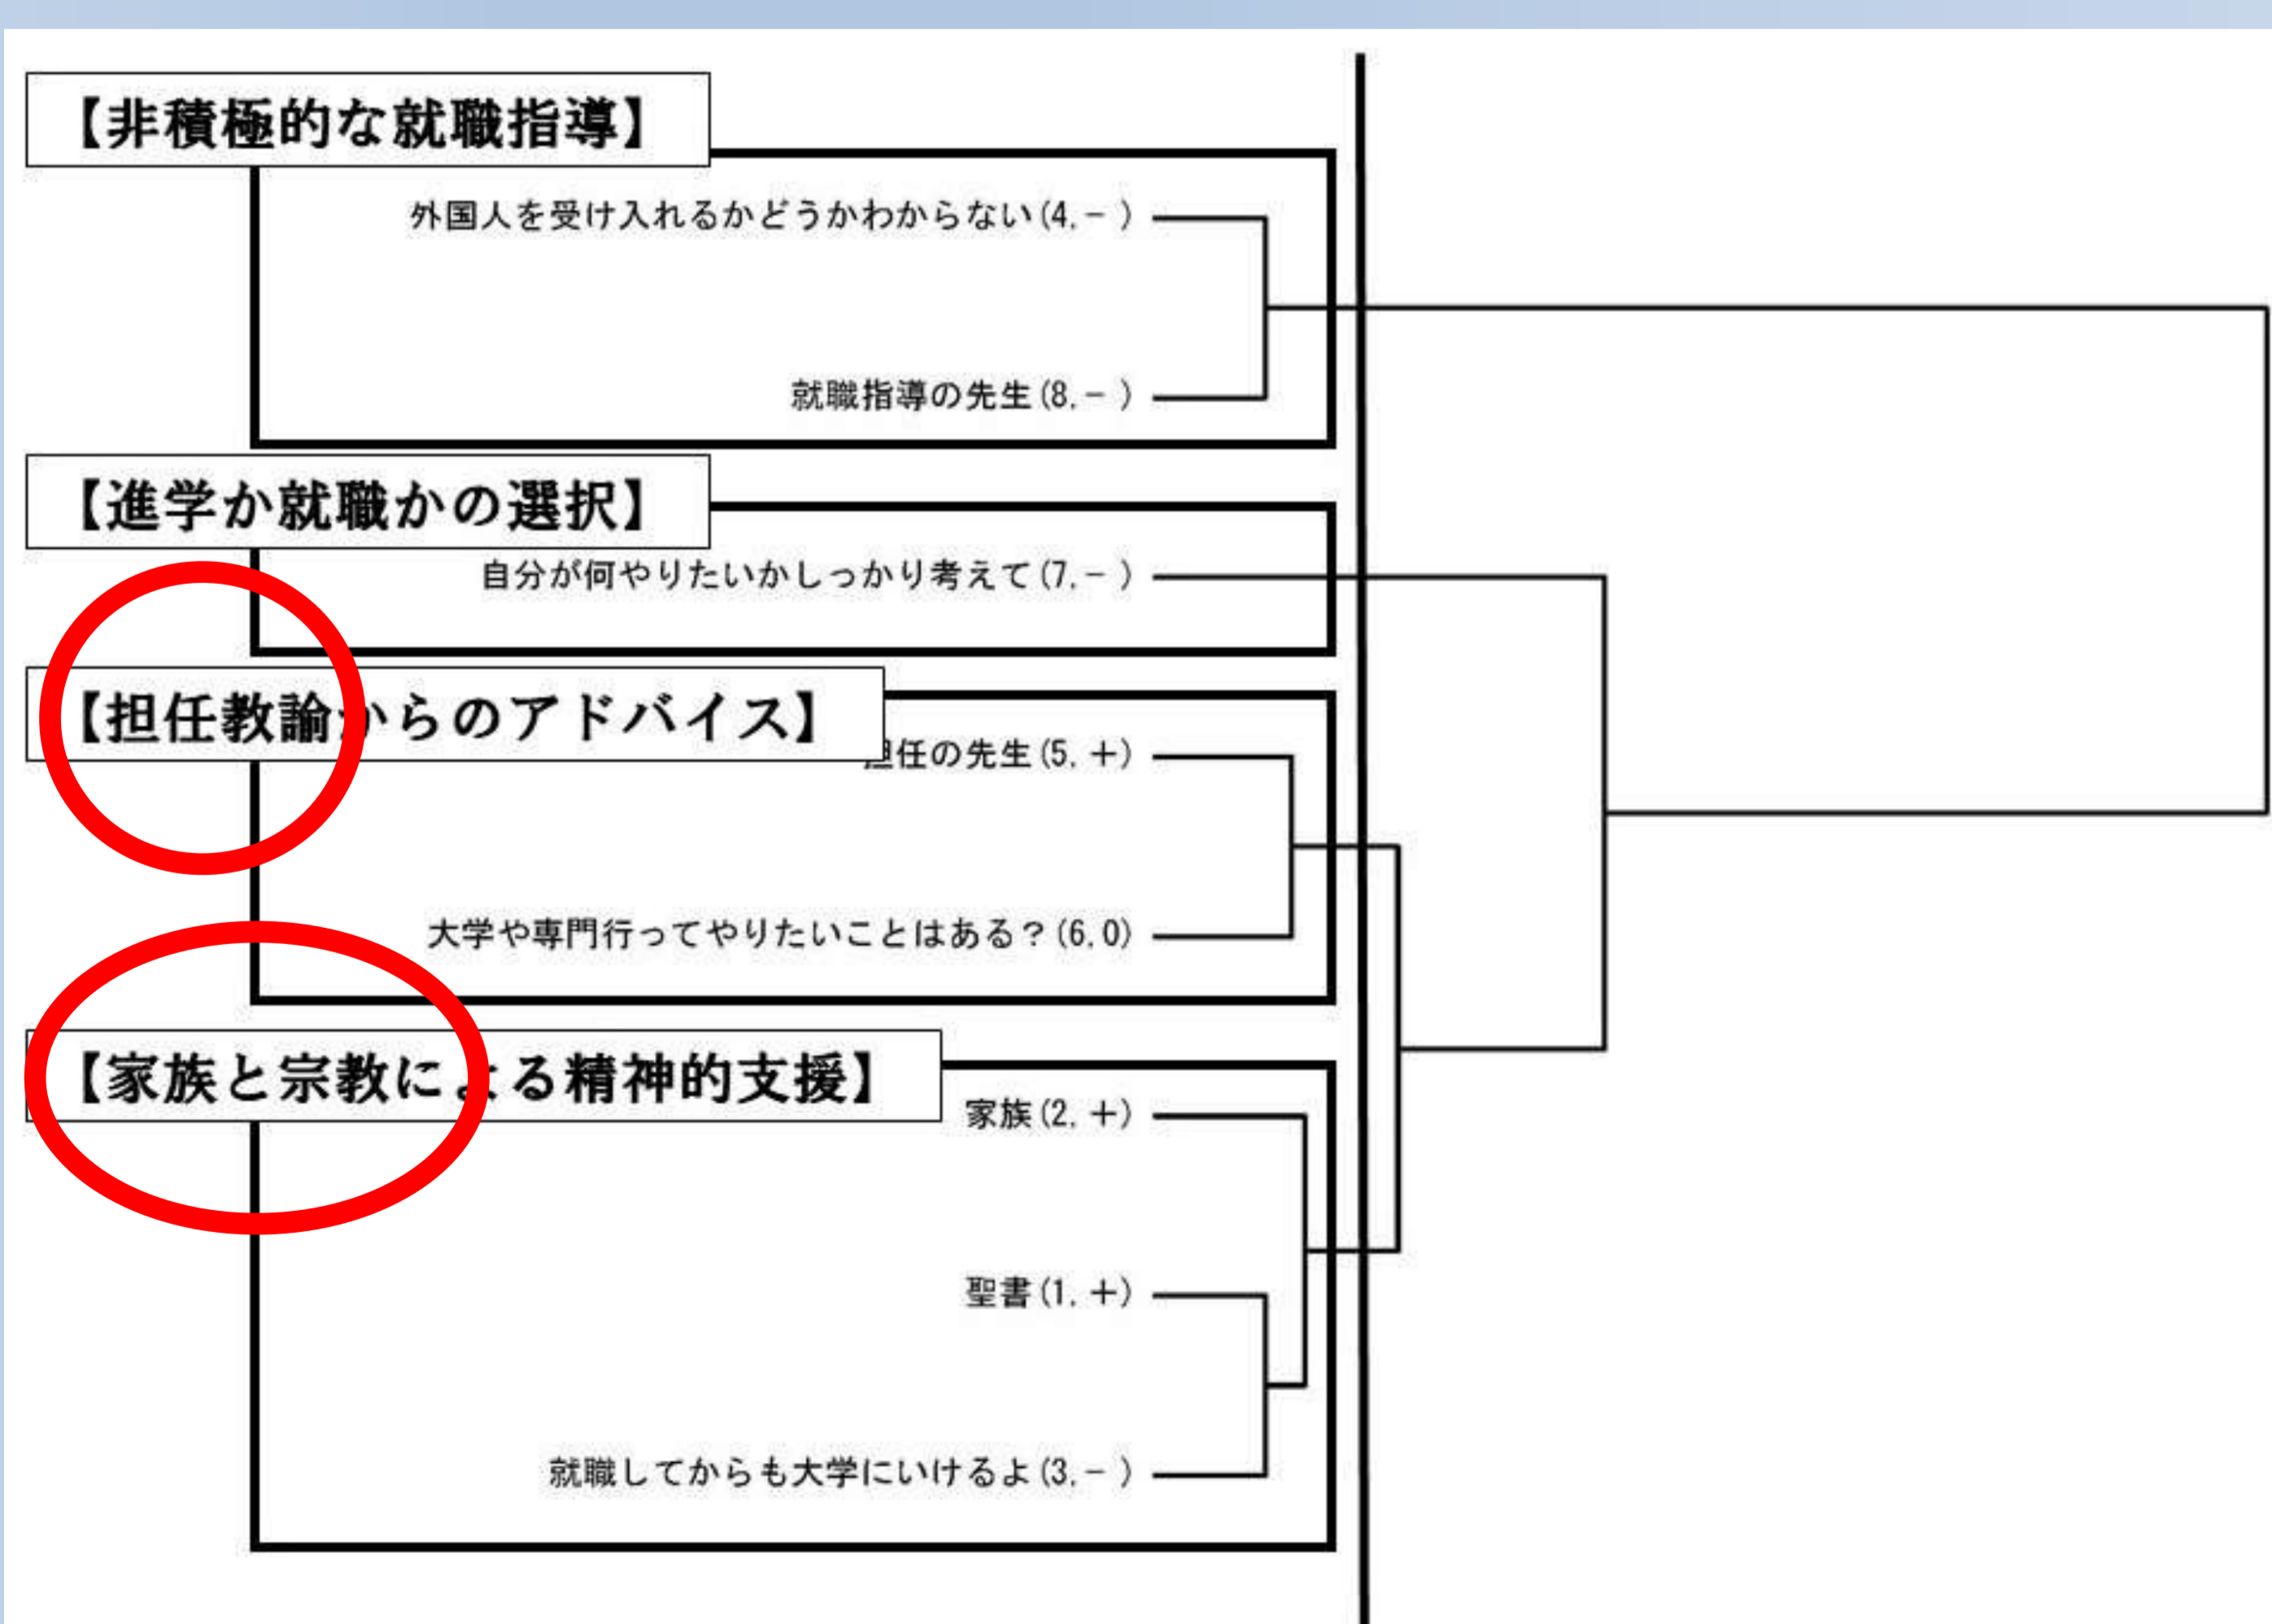 【非積極的な就職指導】
外国人を受け入れるかどうかわからない(4,－)
就職指導の先生(8,－)
【進学か就職かの選択】
自分が何やりたいかしっかり考えて(7,－)
【担任教諭からのアドバイス】
担任の先生(5,＋)
大学や専門行ってやりたいことはある？(6,0)
【家族と宗教による精神的支援】
家族(2,＋)
聖書(1,＋)
就職してからも大学にいけるよ(3,－)